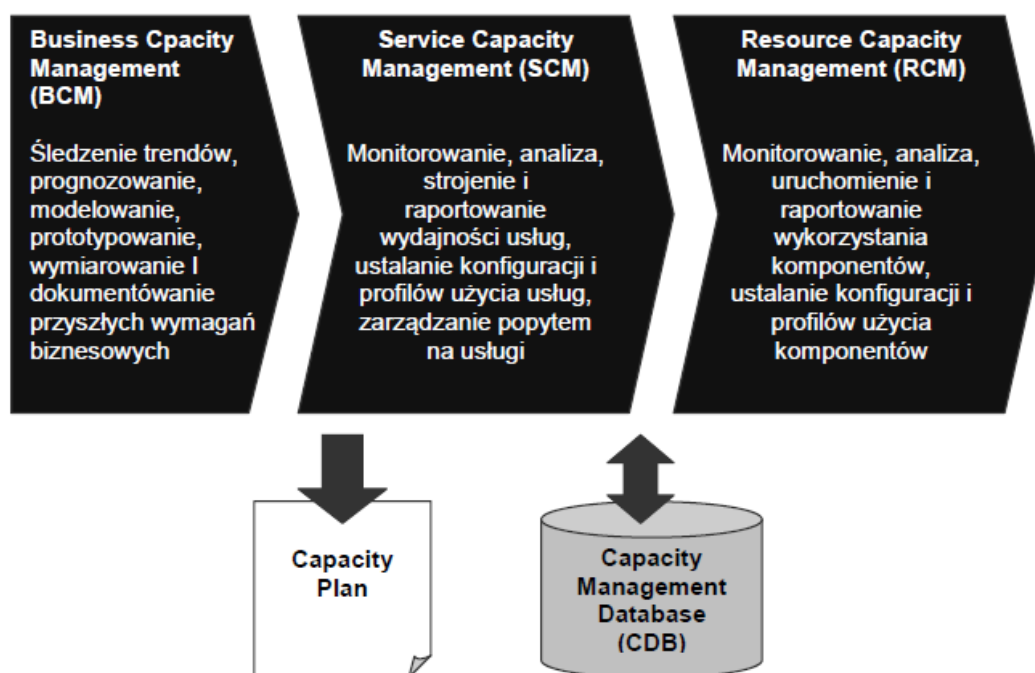 Business Cpacity
Management
(BCM)
Śledzenie trendów,
prognozowanie,
modelowanie,
prototypowanie,
wymiarowanie I
dokumentówanie
przyszłych wymagań
biznesowych
Service Capacity
Management (SCM)
Monitorowanie, analiza,
strojenie i
raportowanie
wydajności usług,
ustalanie konfiguracji i
profilów użycia usług,
zarządzanie popytem
na usługi
Resource Capacity
Management (RCM)
Monitorowanie, analiza,
uruchomienie i
raportowanie
wykorzystania
komponentów,
ustalanie konfiguracji i
profilów użycia
komponentów
Capacity
Plan
Capacity
Management
Database
(CDB)